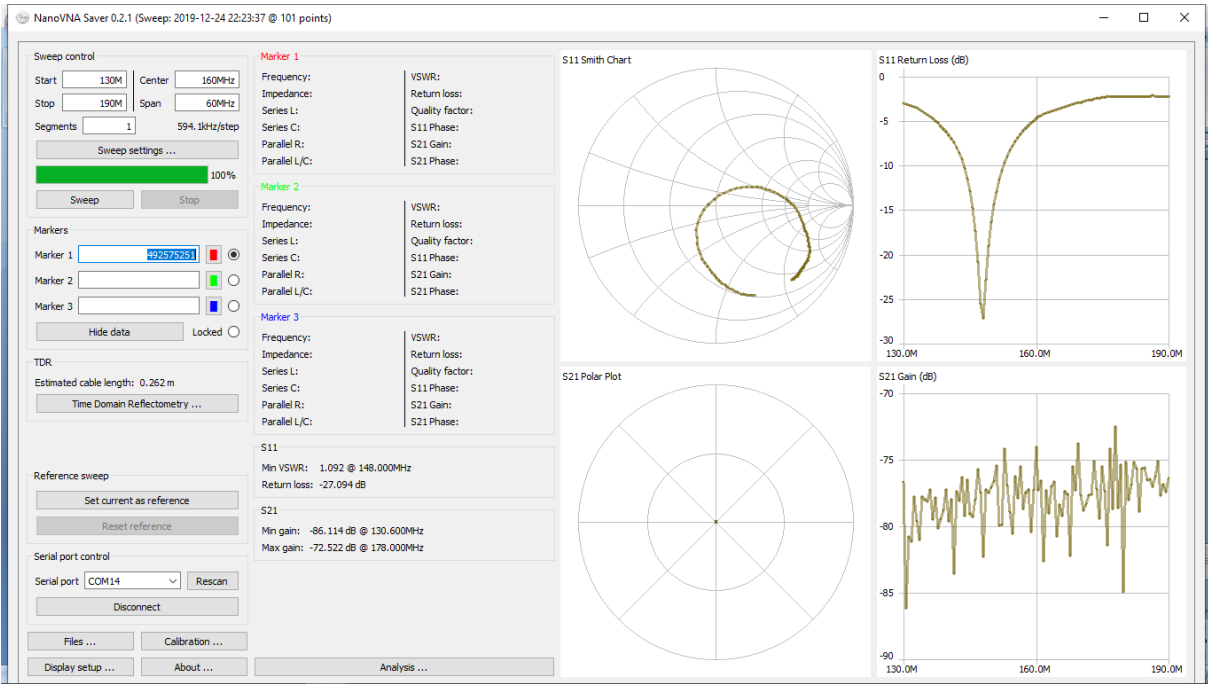 NanoVNA Saver 0.2.1 (Sweep: 2019-12-24 22:23:37 @ 101 points)
Sweep control
Start 130M Center 160MHz
Stop 190M Span 60MHz
Segments 1 594.1kHz/step
Sweep settings ...
100%
Sweep Stop
Markers
Marker 1 492575251
Marker 2
Marker 3
Hide data Locked
TDR
Estimated cable length: 0.262 m
Time Domain Reflectometry ...
Reference sweep
Set current as reference
Reset reference
Serial port control
Serial port COM14 Rescan
Disconnect
Files ... Calibration ...
Display setup ... About ...
Marker 1
Frequency: VSWR:
Impedance: Return loss:
Series L: Quality factor:
Series C: S11 Phase:
Parallel R: S21 Gain:
Parallel L/C: S21 Phase:
Marker 2
Frequency: VSWR:
Impedance: Return loss:
Series L: Quality factor:
Series C: S11 Phase:
Parallel R: S21 Gain:
Parallel L/C: S21 Phase:
Marker 3
Frequency: VSWR:
Impedance: Return loss:
Series L: Quality factor:
Series C: S11 Phase:
Parallel R: S21 Gain:
Parallel L/C: S21 Phase:
S11
Min VSWR: 1.092 @ 148.000MHz
Return loss: -27.094 dB
S21
Min gain: -86.114 dB @ 130.600MHz
Max gain: -72.522 dB @ 178.000MHz
Analysis ...
S11 Smith Chart
S11 Return Loss (dB)
0
-5
-10
-15
-20
-25
-30
130.0M 160.0M 190.0M
S21 Polar Plot
S21 Gain (dB)
-70
-75
-80
-85
-90
130.0M 160.0M 190.0M